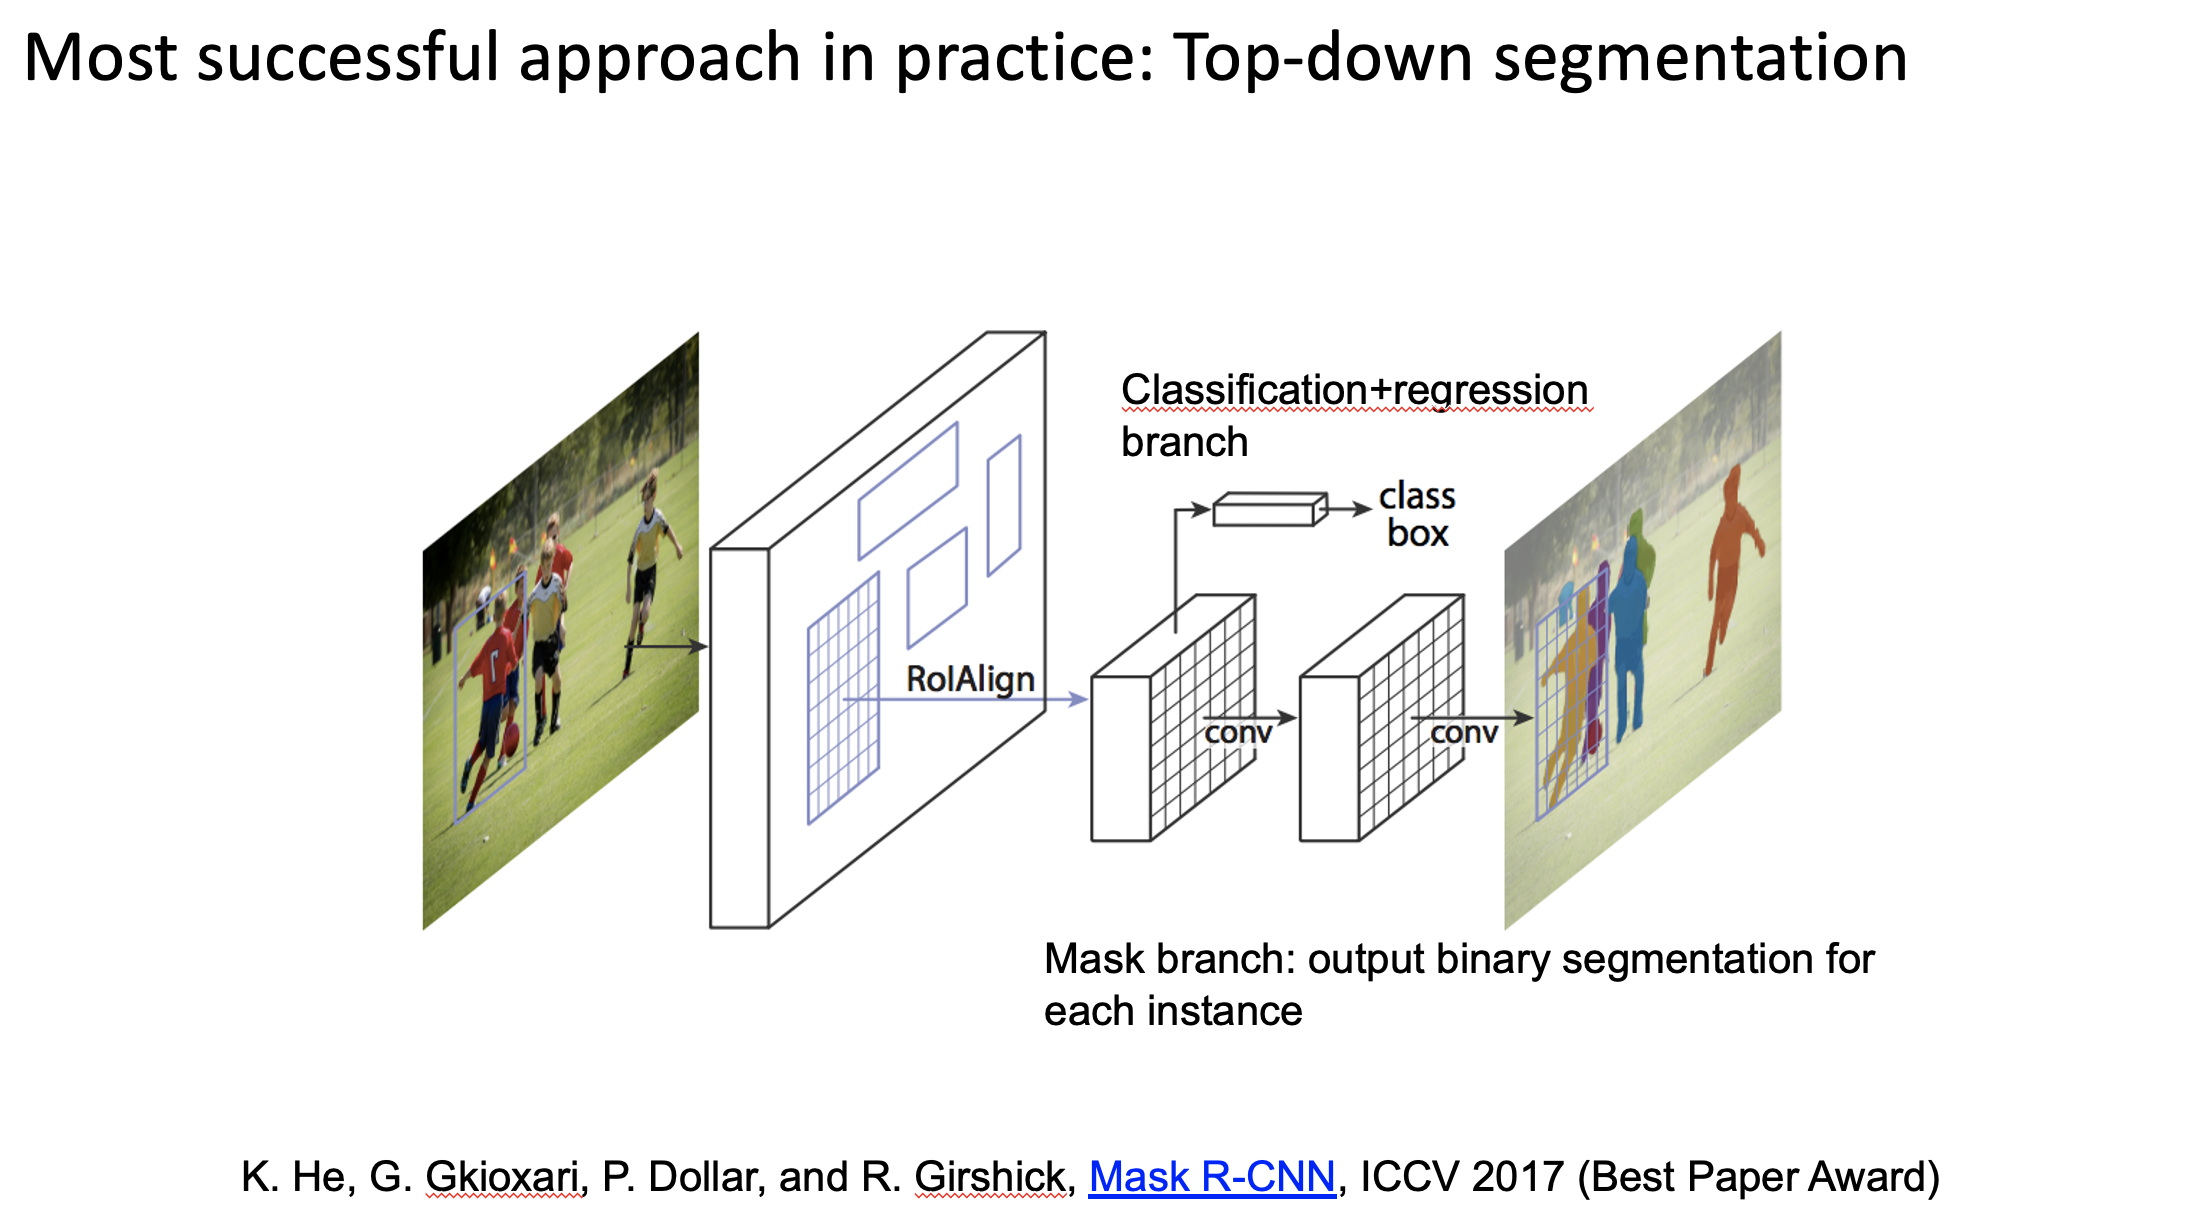 Most successful approach in practice: Top-down segmentation
Classification+regression
branch
class
box
RoIAlign
conv
conv
Mask branch: output binary segmentation for
each instance
K. He, G. Gkioxari, P. Dollar, and R. Girshick, Mask R-CNN, ICCV 2017 (Best Paper Award)